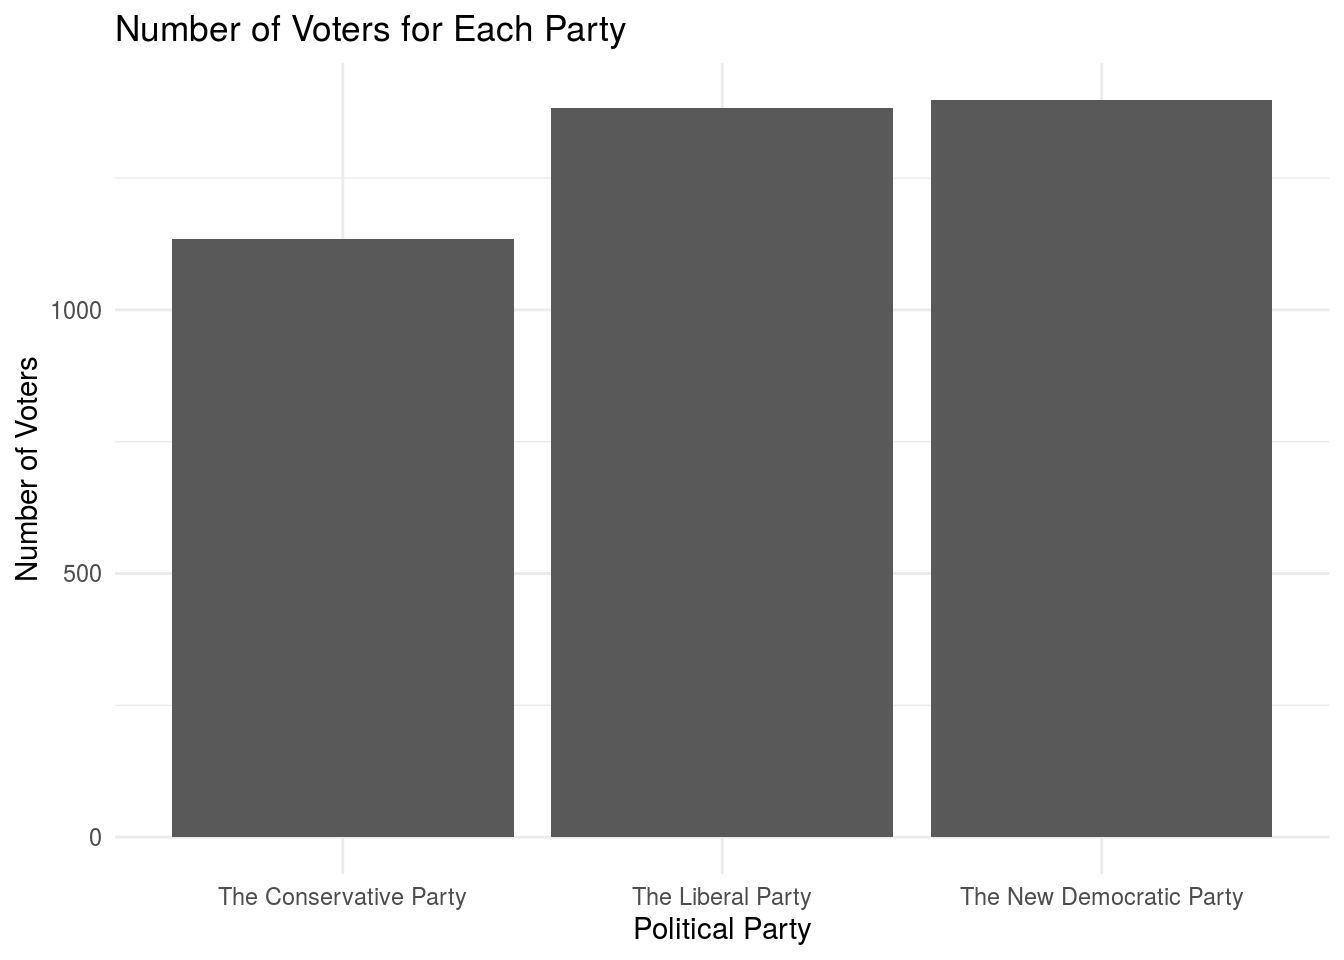 Number of Voters for Each Party
Number of Voters
1000
500
0
The Conservative Party
The Liberal Party
The New Democratic Party
Political Party